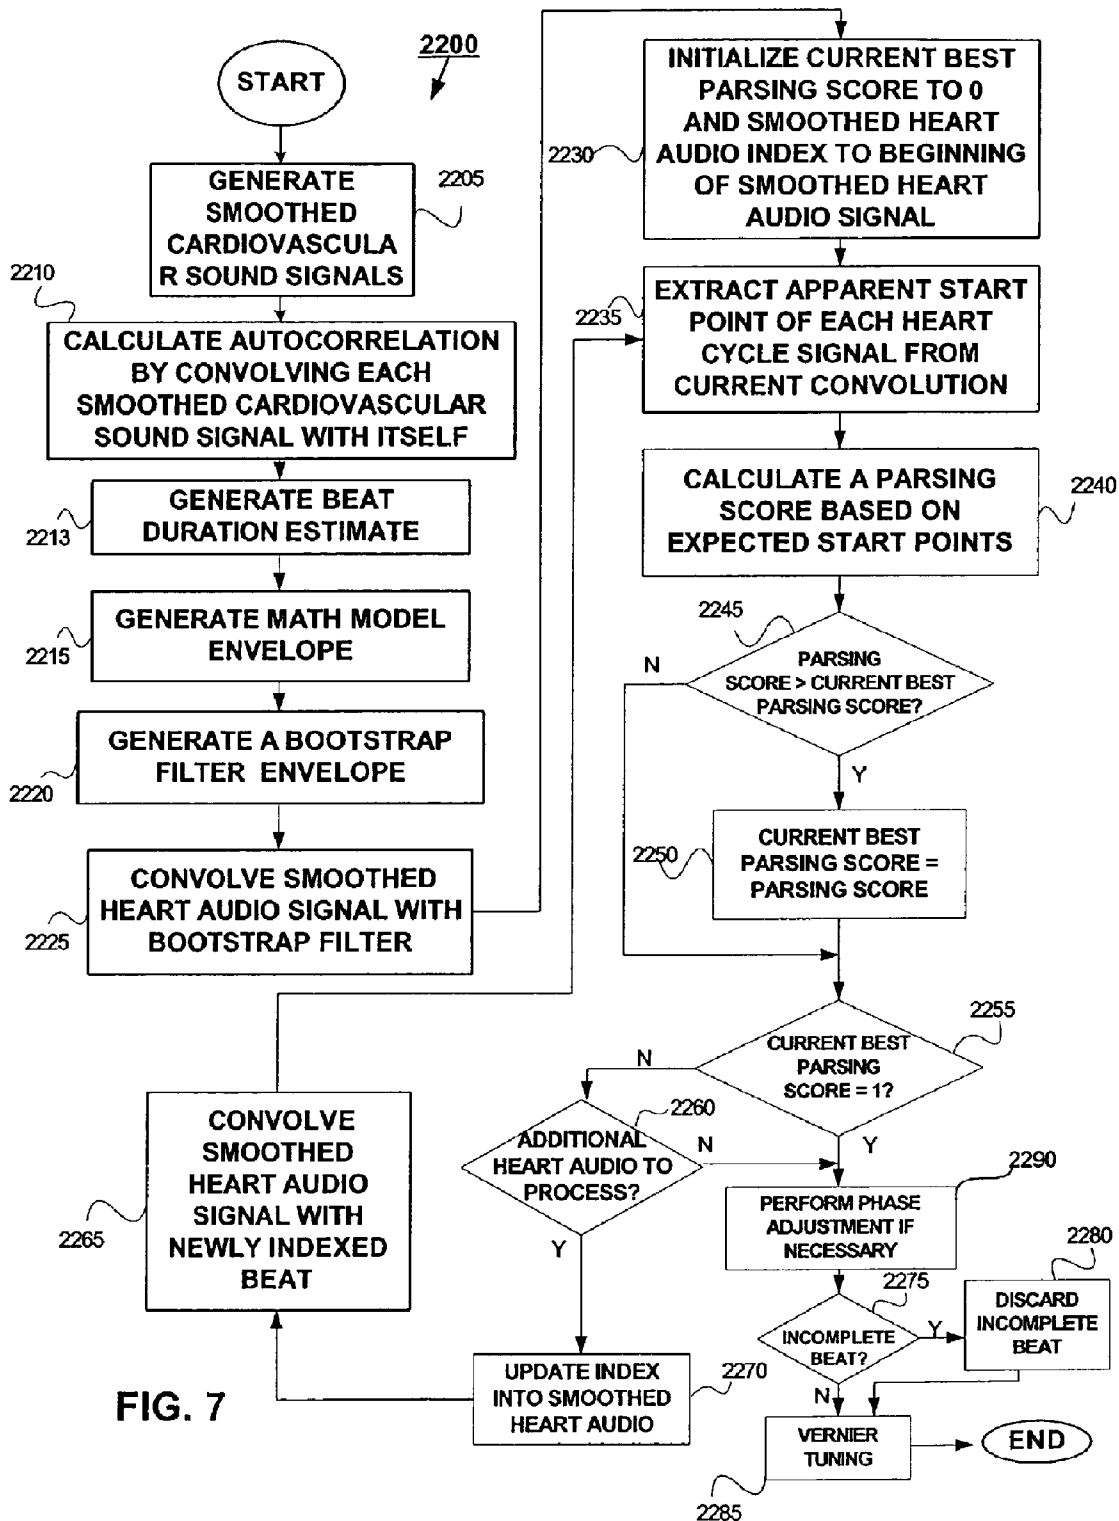 2200
START
2205
GENERATE
SMOOTHED
CARDIOVASCULA
R SOUND SIGNALS
2210
CALCULATE AUTOCORRELATION
BY CONVOLVING EACH
SMOOTHED CARDIOVASCULAR
SOUND SIGNAL WITH ITSELF
2213
GENERATE BEAT
DURATION ESTIMATE
2215
GENERATE MATH MODEL
ENVELOPE
2220
GENERATE A BOOTSTRAP
FILTER ENVELOPE
2225
CONVOLVE SMOOTHED
HEART AUDIO SIGNAL WITH
BOOTSTRAP FILTER
2230
INITIALIZE CURRENT BEST
PARSING SCORE TO 0
AND SMOOTHED HEART
AUDIO INDEX TO BEGINNING
OF SMOOTHED HEART
AUDIO SIGNAL
2235
EXTRACT APPARENT START
POINT OF EACH HEART
CYCLE SIGNAL FROM
CURRENT CONVOLUTION
2240
CALCULATE A PARSING
SCORE BASED ON
EXPECTED START POINTS
2245
PARSING
SCORE > CURRENT BEST
PARSING SCORE?
N
Y
2250
CURRENT BEST
PARSING SCORE =
PARSING SCORE
2255
CURRENT BEST
PARSING
SCORE = 1?
N
Y
2260
ADDITIONAL
HEART AUDIO TO
PROCESS?
N
Y
2265
CONVOLVE
SMOOTHED
HEART AUDIO
SIGNAL WITH
NEWLY INDEXED
BEAT
2270
UPDATE INDEX
INTO SMOOTHED
HEART AUDIO
2290
PERFORM PHASE
ADJUSTMENT IF
NECESSARY
2275
INCOMPLETE
BEAT?
Y
N
2280
DISCARD
INCOMPLETE
BEAT
2285
VERNIER
TUNING
END
FIG. 7